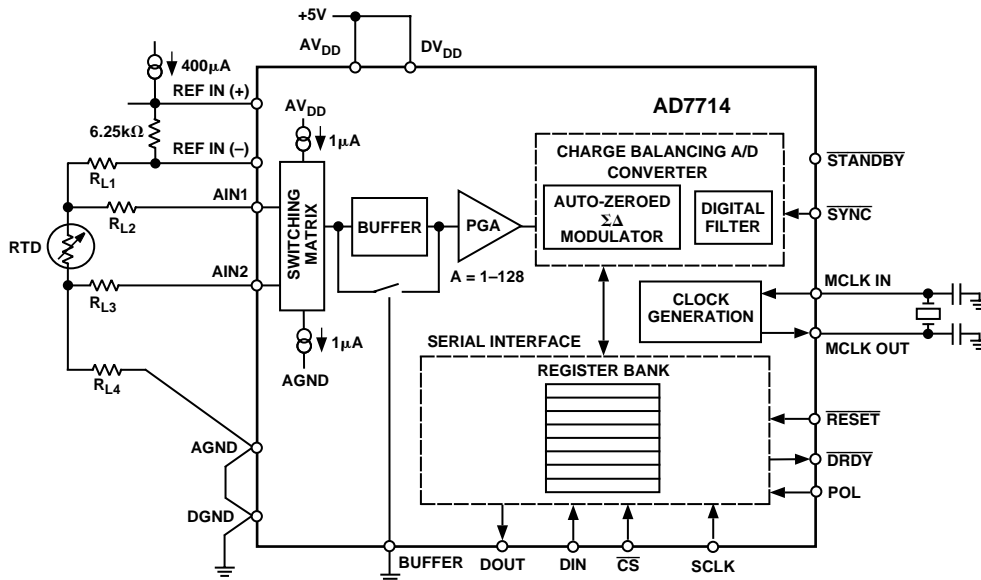 +5V
AVDD
DVDD
400µA
REF IN (+)
AVDD
AD7714
6.25kΩ
1µA
REF IN (–)
CHARGE BALANCING A/D
CONVERTER
STANDBY
RL1
AIN1
SWITCHING
MATRIX
BUFFER
PGA
AUTO-ZEROED
ΣΔ
MODULATOR
DIGITAL
FILTER
SYNC
RL2
RTD
AIN2
A = 1–128
RL3
CLOCK
GENERATION
MCLK IN
MCLK OUT
1µA
AGND
SERIAL INTERFACE
REGISTER BANK
RL4
RESET
AGND
DRDY
POL
DGND
BUFFER
DOUT
DIN
CS
SCLK